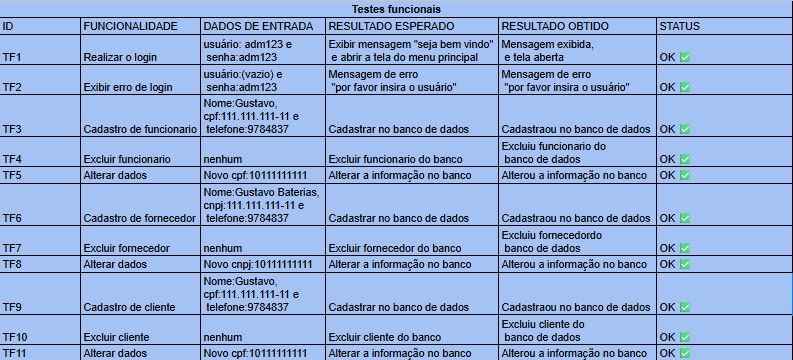 Testes funcionais
ID FUNCIONALIDADE DADOS DE ENTRADA RESULTADO ESPERADO RESULTADO OBTIDO STATUS
usuário: adm123 e Exibir mensagem "seja bem vindo" Mensagem exibida,
TF1 Realizar o login senha:adm123 e abrir a tela do menu principal e tela aberta OK ✅
usuário:(vazio) e Mensagem de erro Mensagem de erro
TF2 Exibir erro de login senha:adm123 "por favor insira o usuário" "por favor insira o usuário" OK ✅
Nome:Gustavo,
cpf:111.111.111-11 e
TF3 Cadastro de funcionario telefone:9784837 Cadastrar no banco de dados Cadastraou no banco de dados OK ✅
Excluiu funcionario do
TF4 Excluir funcionario nenhum Excluir funcionario do banco banco de dados OK ✅
TF5 Alterar dados Novo cpf:10111111111 Alterar a informação no banco Alterou a informação no banco OK ✅
Nome:Gustavo Baterias,
cnpj:111.111.111-11 e
TF6 Cadastro de fornecedor telefone:9784837 Cadastrar no banco de dados Cadastraou no banco de dados OK ✅
Excluiu fornecedordo
TF7 Excluir fornecedor nenhum Excluir fornecedor do banco banco de dados OK ✅
TF8 Alterar dados Novo cnpj:10111111111 Alterar a informação no banco Alterou a informação no banco OK ✅
Nome:Gustavo,
cpf:111.111.111-11 e
TF9 Cadastro de cliente telefone:9784837 Cadastrar no banco de dados Cadastraou no banco de dados OK ✅
Excluiu cliente do
TF10 Excluir cliente nenhum Excluir cliente do banco banco de dados OK ✅
TF11 Alterar dados Novo cpf:10111111111 Alterar a informação no banco Alterou a informação no banco OK ✅